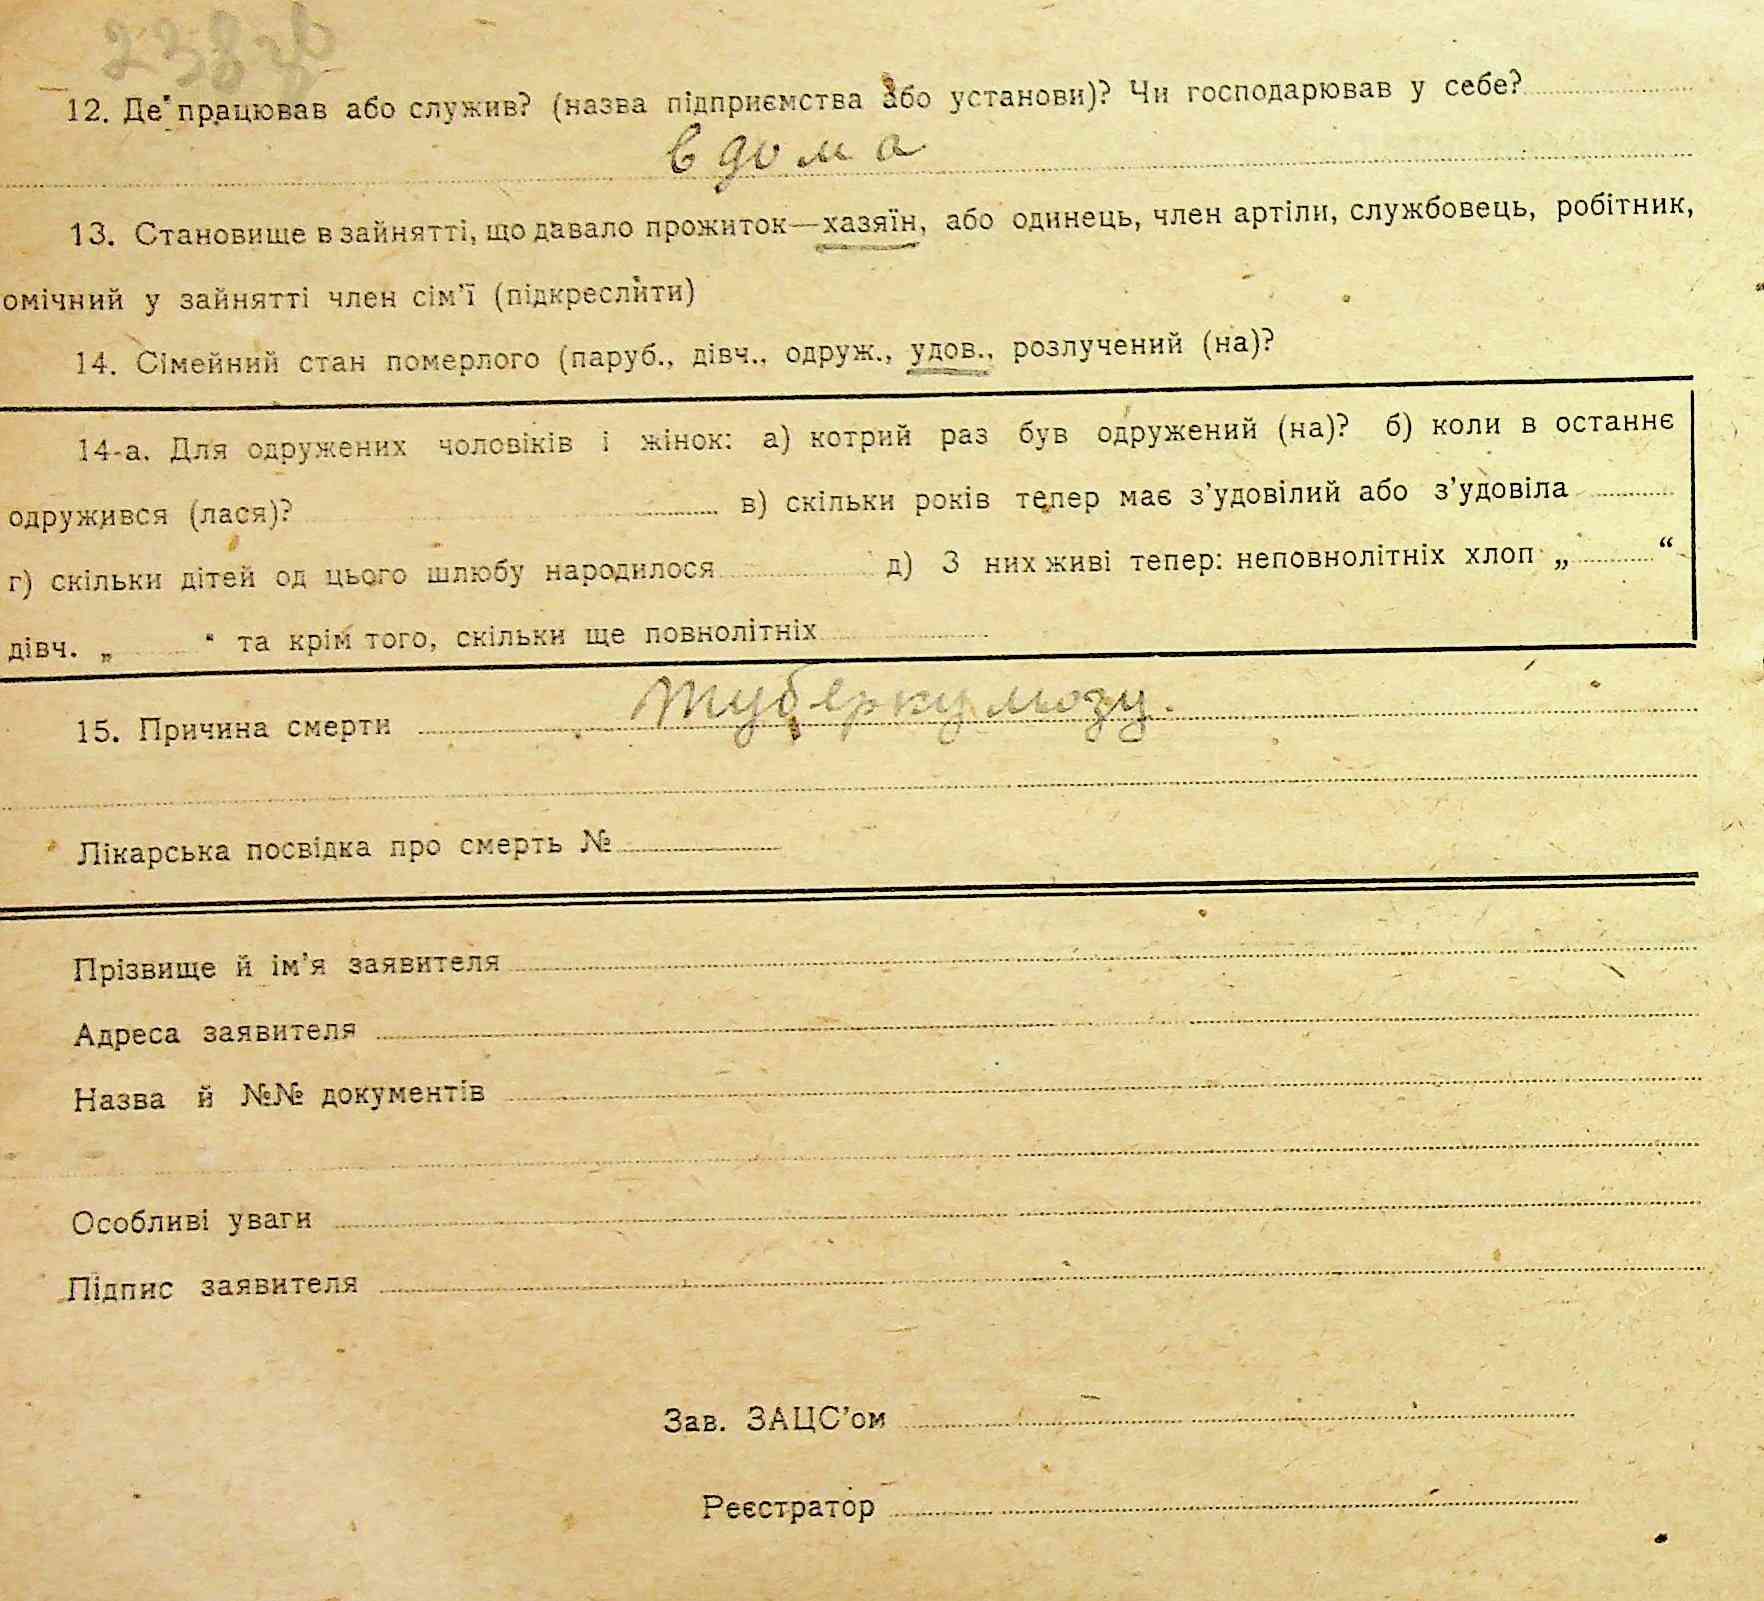 12. Де працював або служив? (назва підприємства або установи)? Чи господарював у себе?
в дома
13. Становище в зайнятті, що давало прожиток—хазяїн, або одинець, член артіли, службовець, робітник,
омічний у зайнятті член сім'ї (підкреслити)
14. Сімейний стан померлого (паруб., дівч., одруж., удов., розлучений (на)?
14-а. Для одружених чоловіків і жінок: а) котрий раз був одружений (на)? б) коли в останнє
одружився (лася)? в) скільки років тепер має з'удовілий або з'удовіла
г) скільки дітей од цього шлюбу народилося д) З них живі тепер: неповнолітніх хлоп „ “
дівч. „ “ та крім того, скільки ще повнолітніх
туберкульозу.
15. Причина смерти
Лікарська посвідка про смерть №
Прізвище й ім'я заявителя
Адреса заявителя
Назва й №№ документів
Особливі уваги
Підпис заявителя
Зав. ЗАЦС'ом
Реєстратор